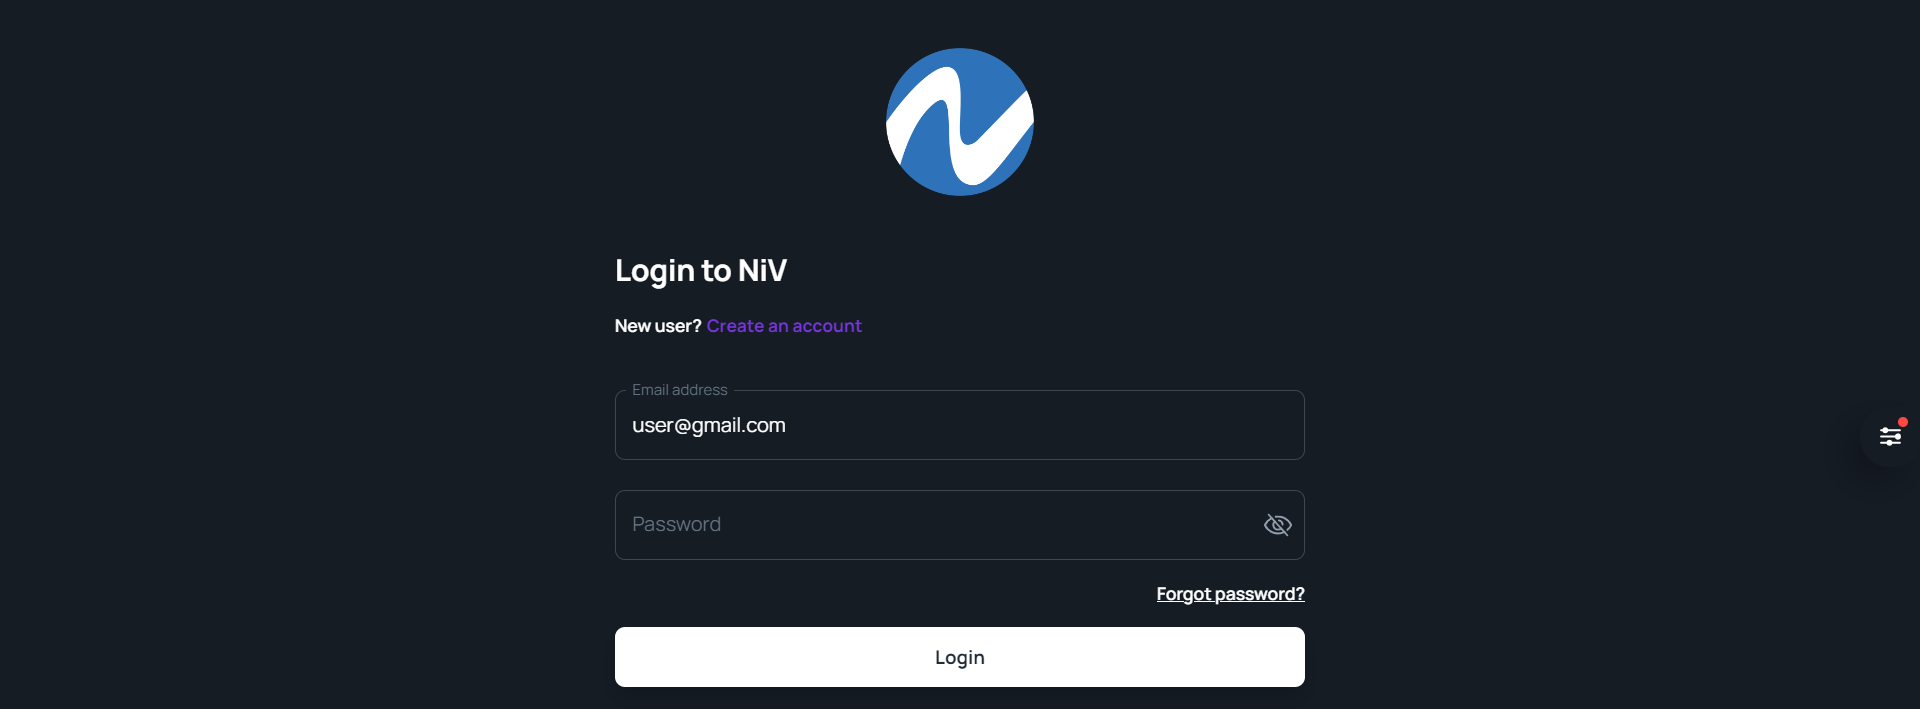 Login to NiV
New user? Create an account
Email address
user@gmail.com
Password
Forgot password?
Login